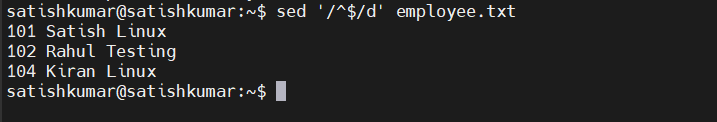 satishkumar@satishkumar:~$ sed '/^$/d' employee.txt
101 Satish Linux
102 Rahul Testing
104 Kiran Linux
satishkumar@satishkumar:~$